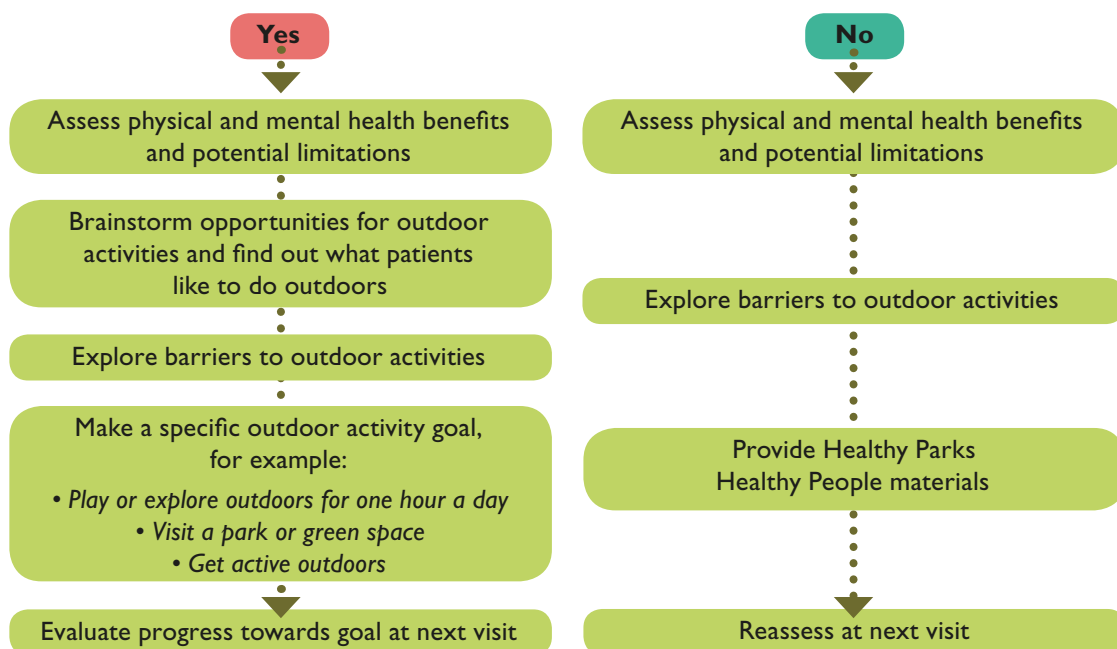 Yes
Assess physical and mental health benefits
and potential limitations
Brainstorm opportunities for outdoor
activities and find out what patients
like to do outdoors
Explore barriers to outdoor activities
Make a specific outdoor activity goal,
for example:
• Play or explore outdoors for one hour a day
• Visit a park or green space
• Get active outdoors
Evaluate progress towards goal at next visit
No
Assess physical and mental health benefits
and potential limitations
Explore barriers to outdoor activities
Provide Healthy Parks
Healthy People materials
Reassess at next visit